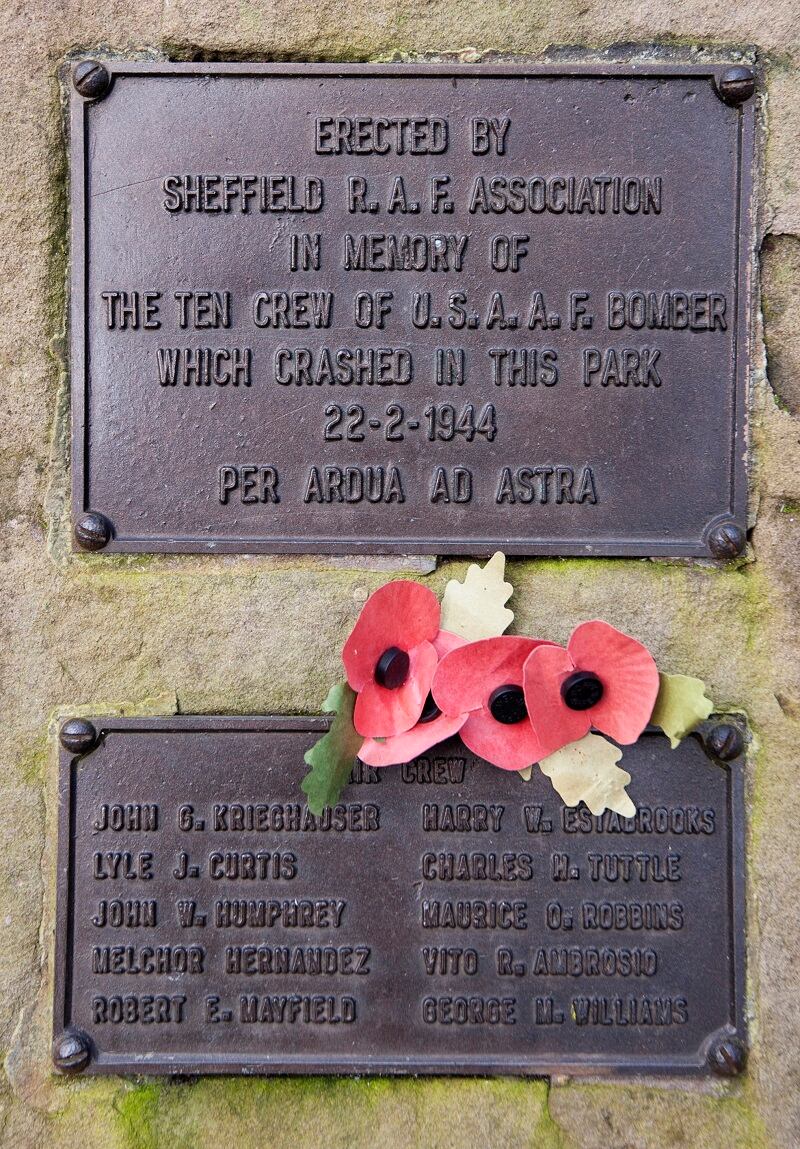 ERECTED BY
SHEFFIELD R.A.F. ASSOCIATION
IN MEMORY OF
THE TEN CREW OF U.S.A.A.F. BOMBER
WHICH CRASHED IN THIS PARK
22-2-1944
PER ARDUA AD ASTRA
CREW
JOHN G. KRIEGHAUSER HARRY W. ESTABROOKS
LYLE J. CURTIS CHARLES H. TUTTLE
JOHN W. HUMPHREY MAURICE O. ROBBINS
MELCHOR HERNANDEZ VITO R. AMBROSIO
ROBERT E. MAYFIELD GEORGE M. WILLIAMS